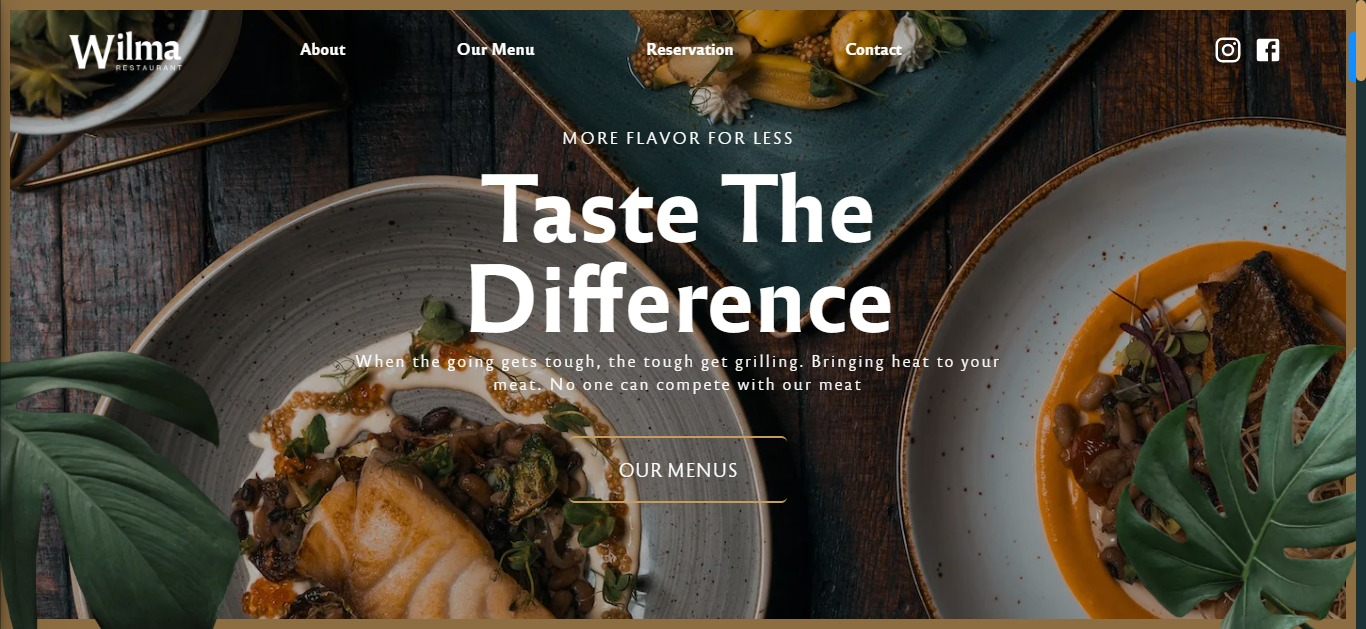 Wilma
RESTAURANT
About
Our Menu
Reservation
Contact
MORE FLAVOR FOR LESS
Taste The
Difference
When the going gets tough, the tough get grilling. Bringing heat to your
meat. No one can compete with our meat
OUR MENUS